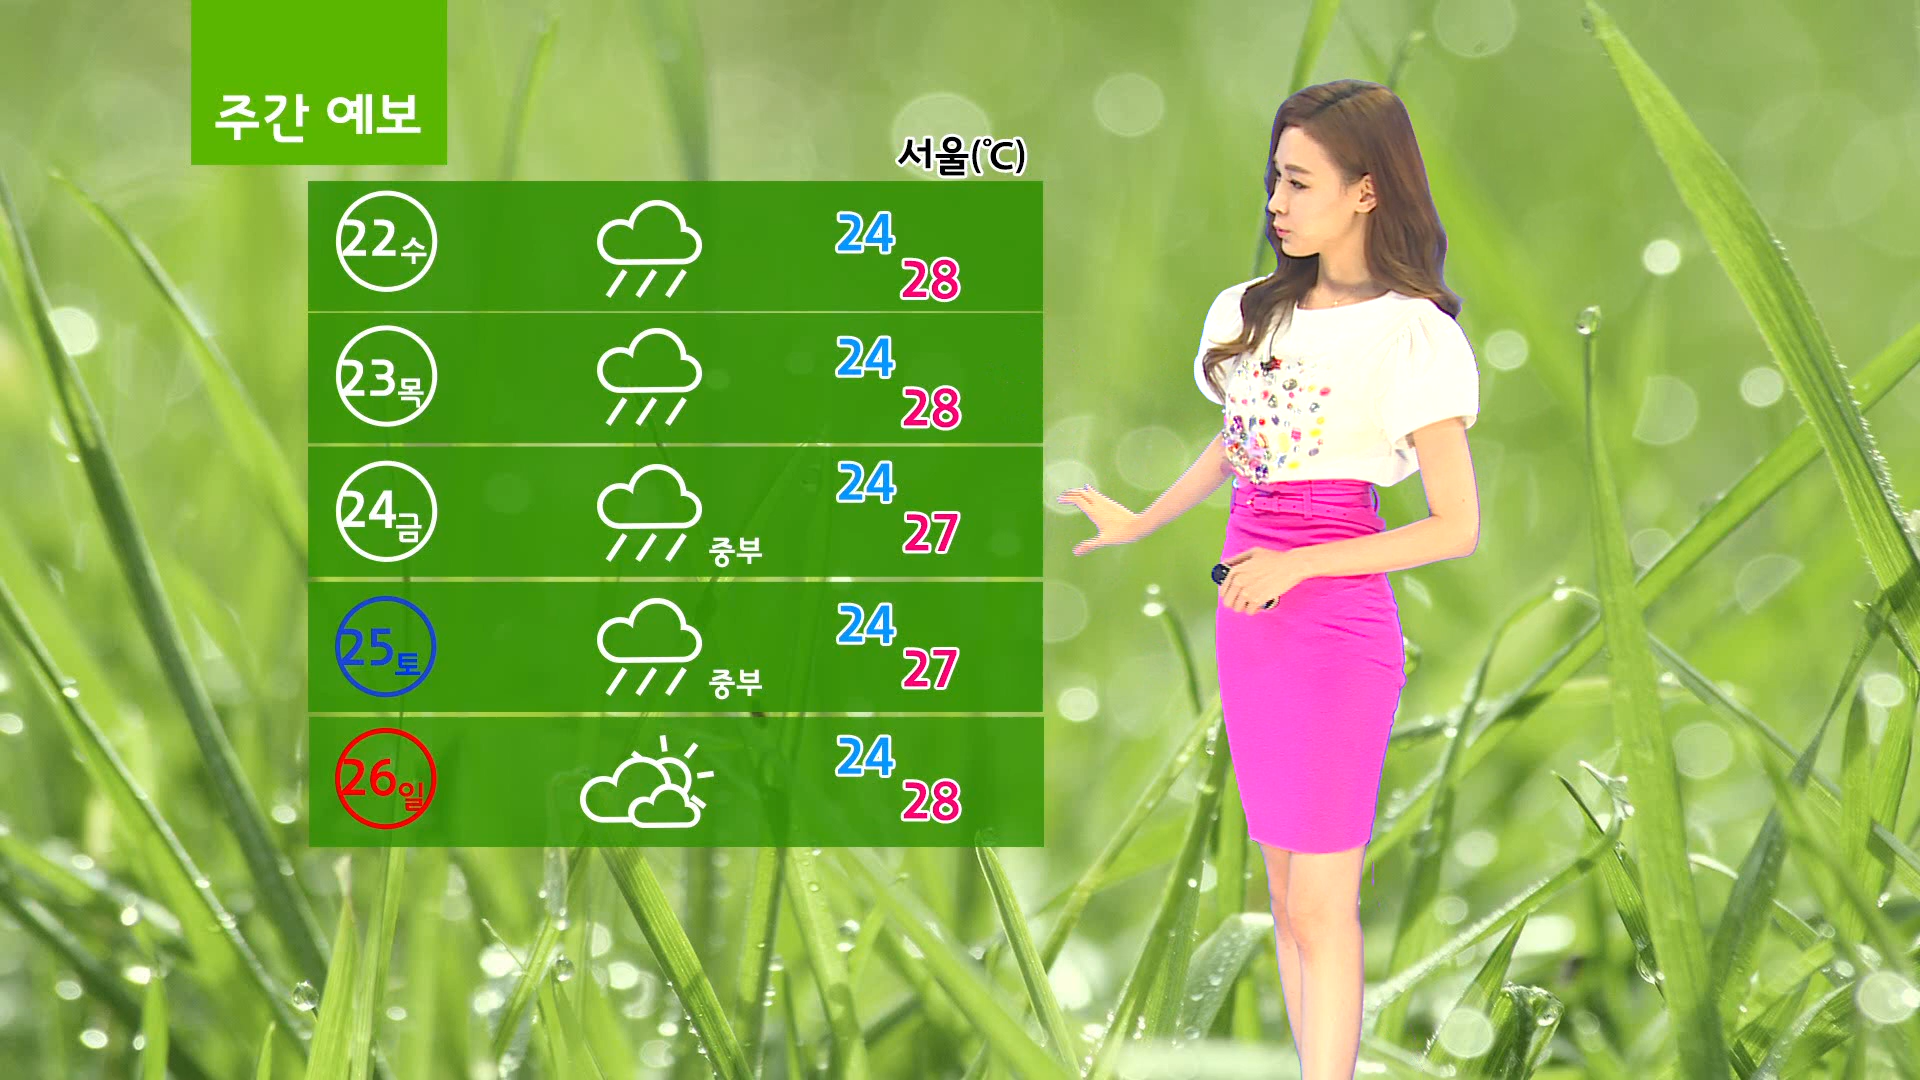 주간 예보
서울(℃)
22수 24 28
23목 24 28
24금 중부 24 27
25토 중부 24 27
26일 24 28